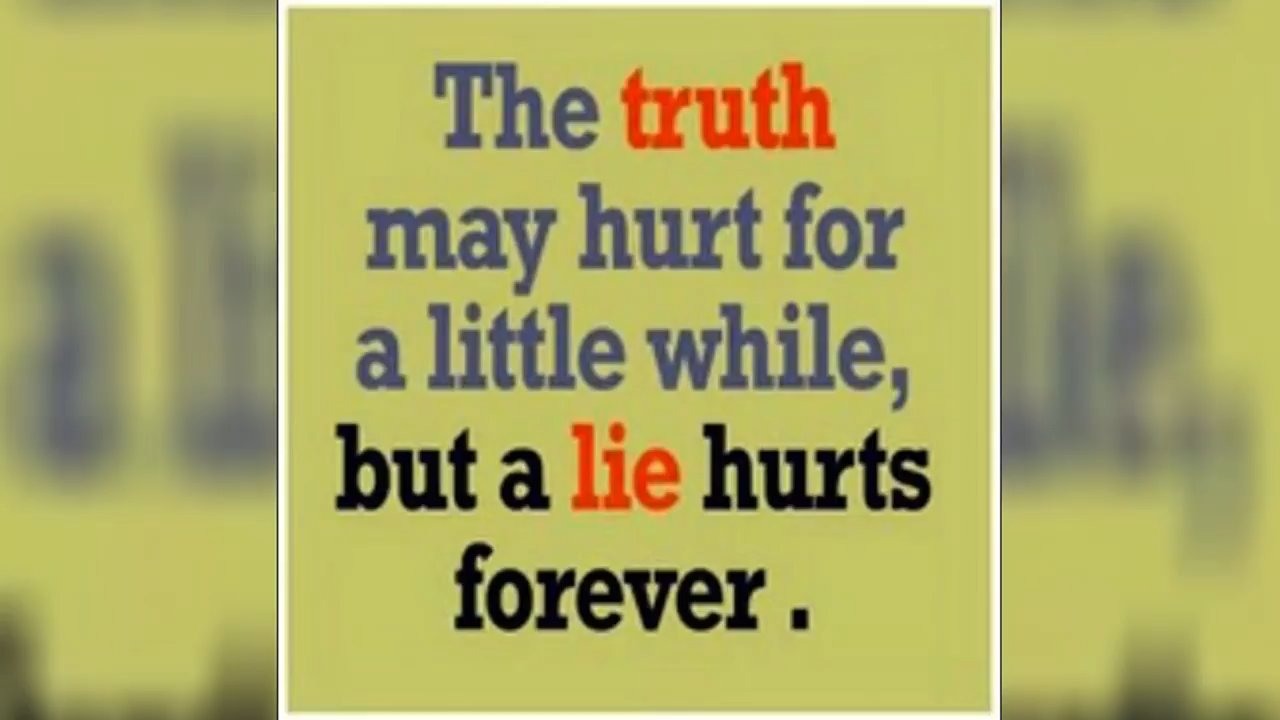 The truth
may hurt for
a little while,
but a lie hurts
forever .